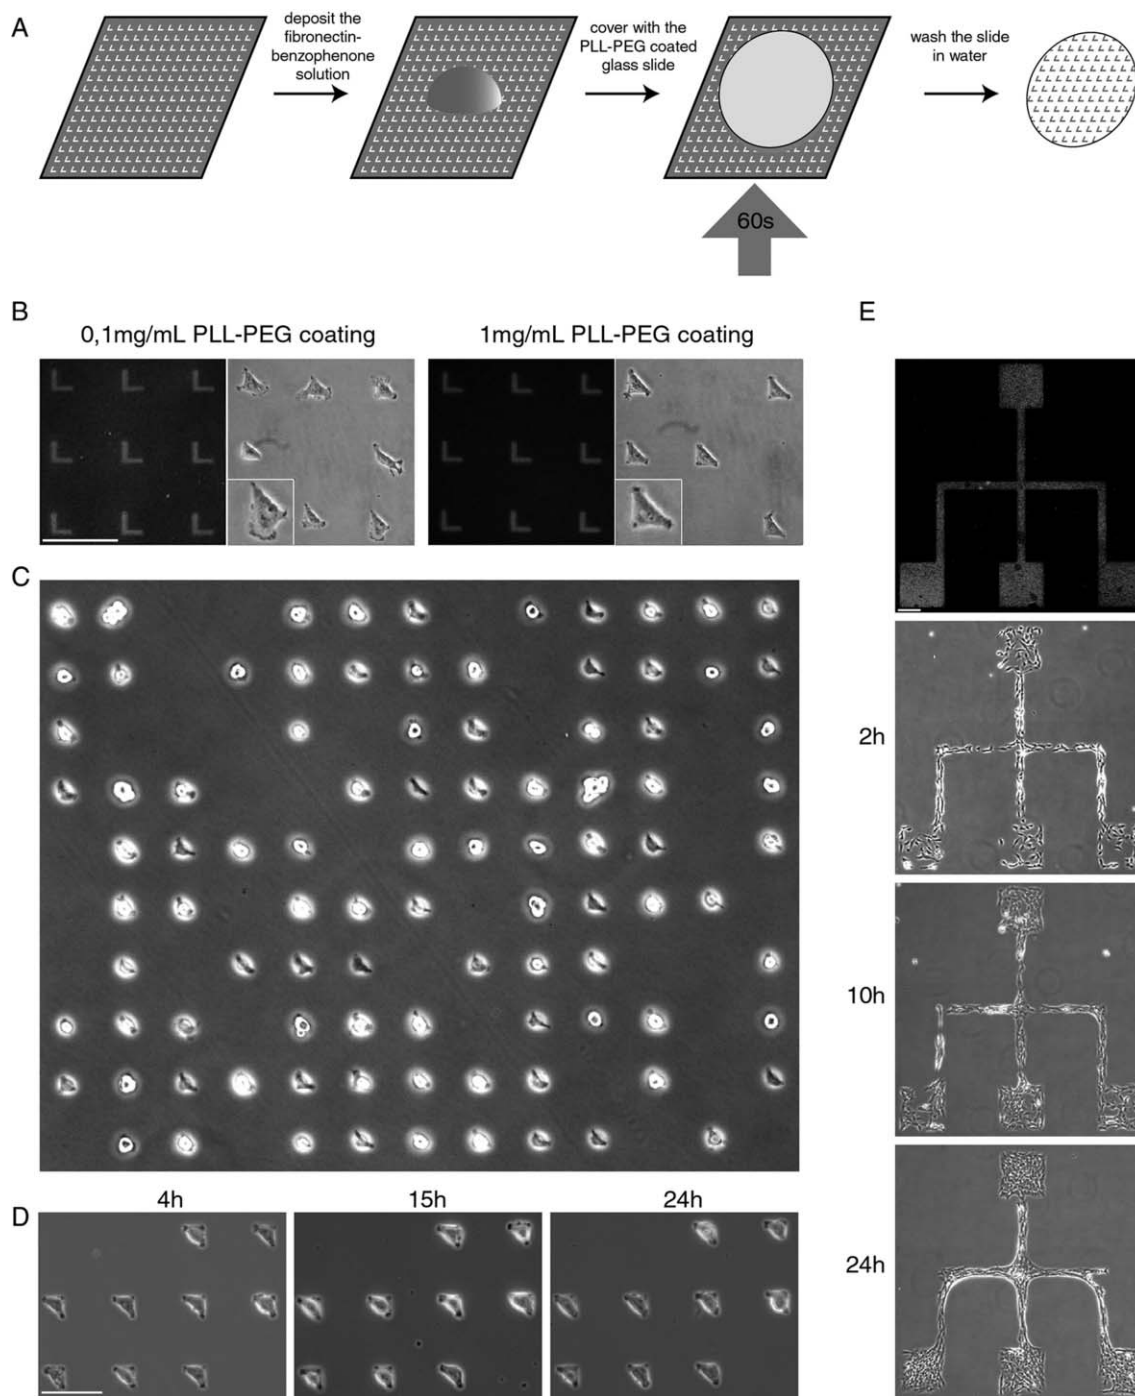 A
deposit the
fibronectin-
benzophenone
solution
cover with the
PLL-PEG coated
glass slide
wash the slide
in water
60s
B
0,1mg/mL PLL-PEG coating
1mg/mL PLL-PEG coating
E
C
2h
10h
24h
D
4h
15h
24h